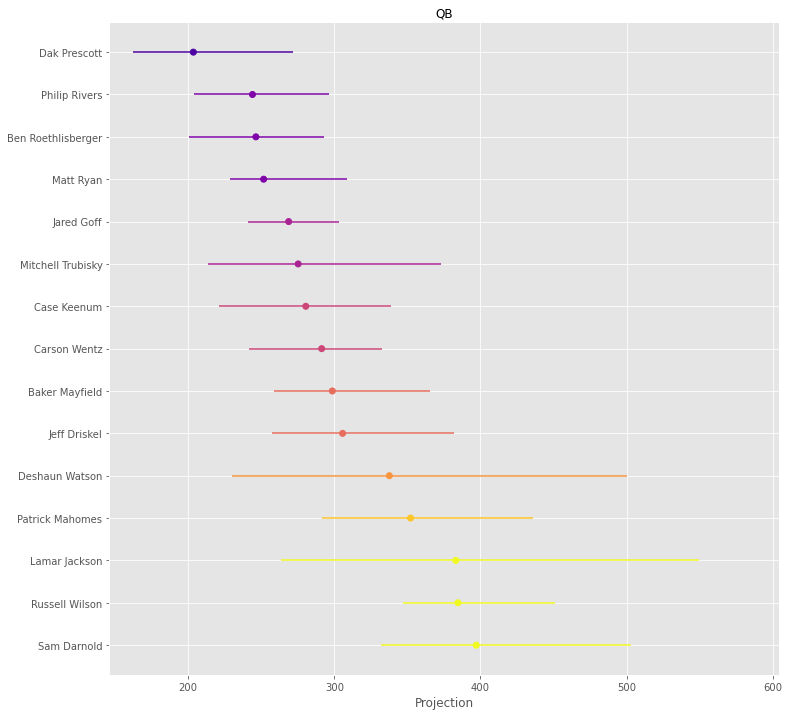 QB
Dak Prescott
Philip Rivers
Ben Roethlisberger
Matt Ryan
Jared Goff
Mitchell Trubisky
Case Keenum
Carson Wentz
Baker Mayfield
Jeff Driskel
Deshaun Watson
Patrick Mahomes
Lamar Jackson
Russell Wilson
Sam Darnold
200 300 400 500 600
Projection